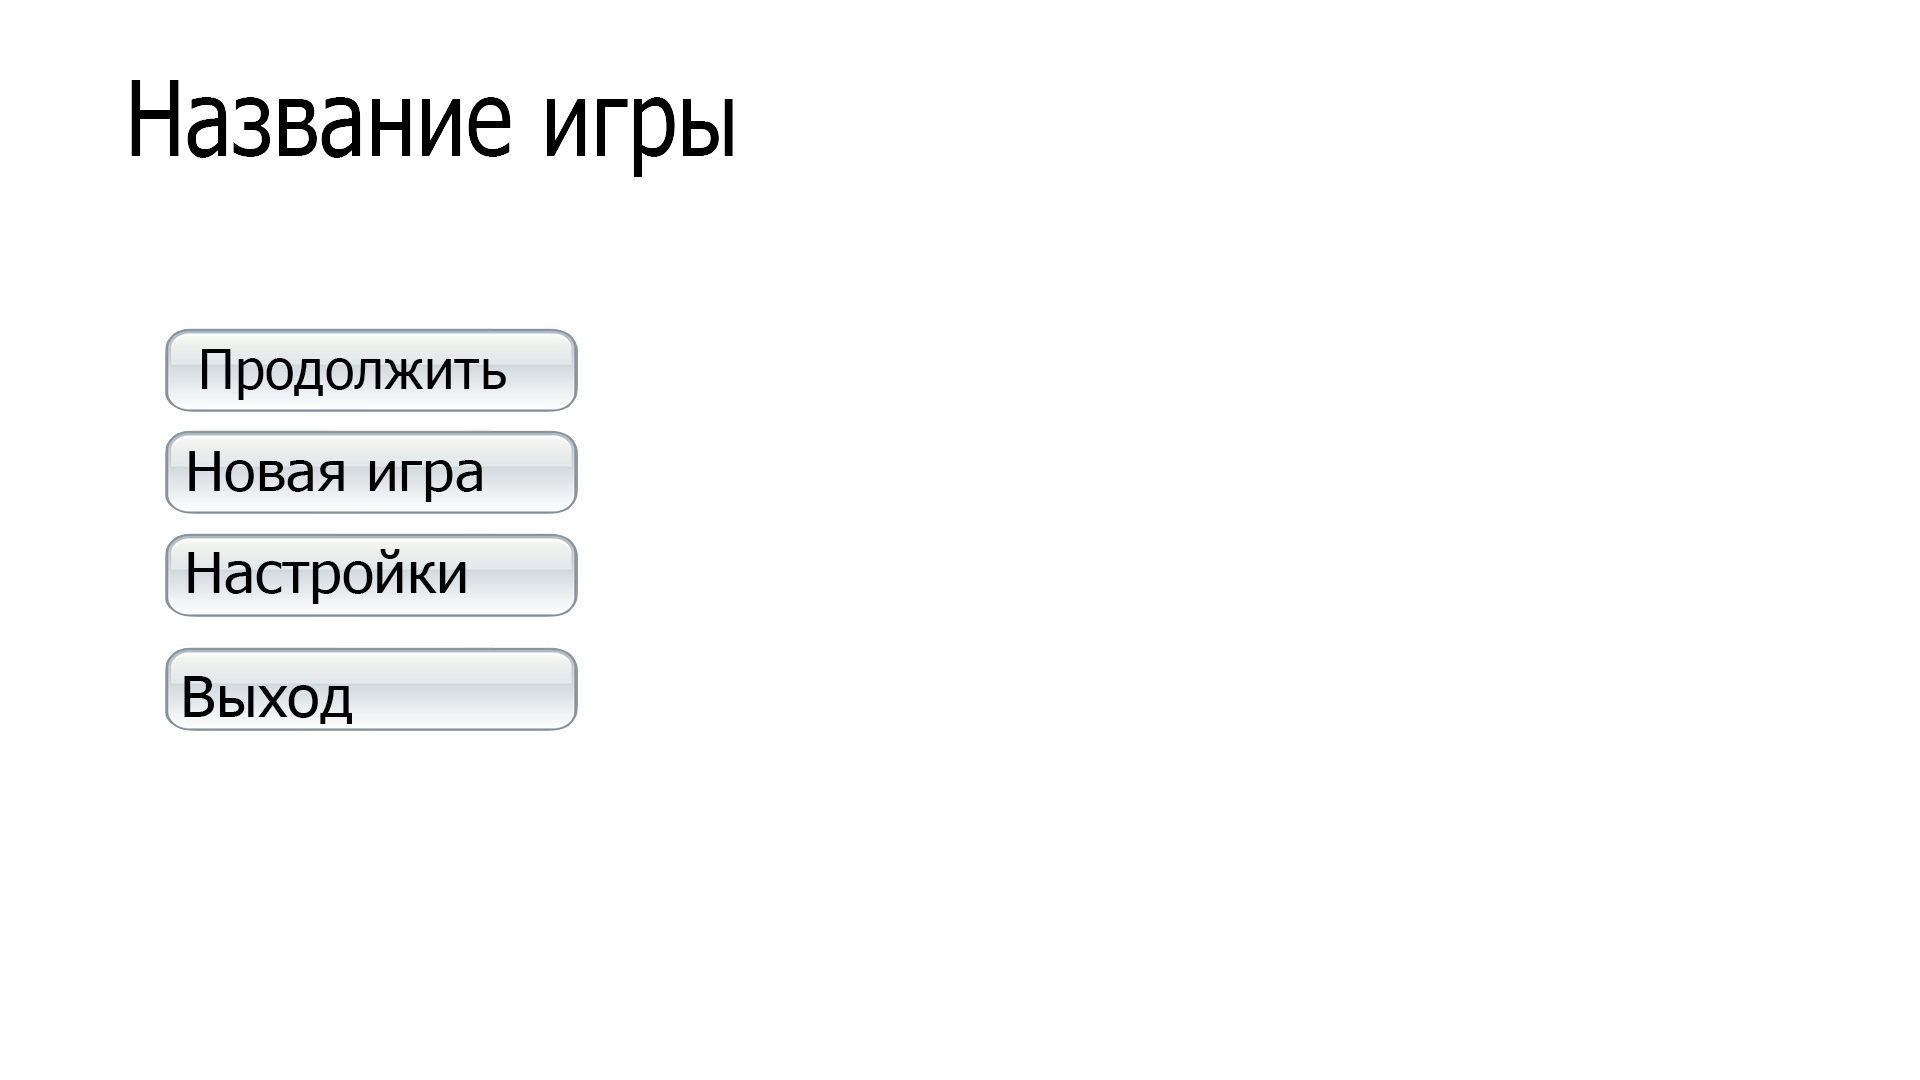 Название игры
Продолжить
Новая игра
Настройки
Выход